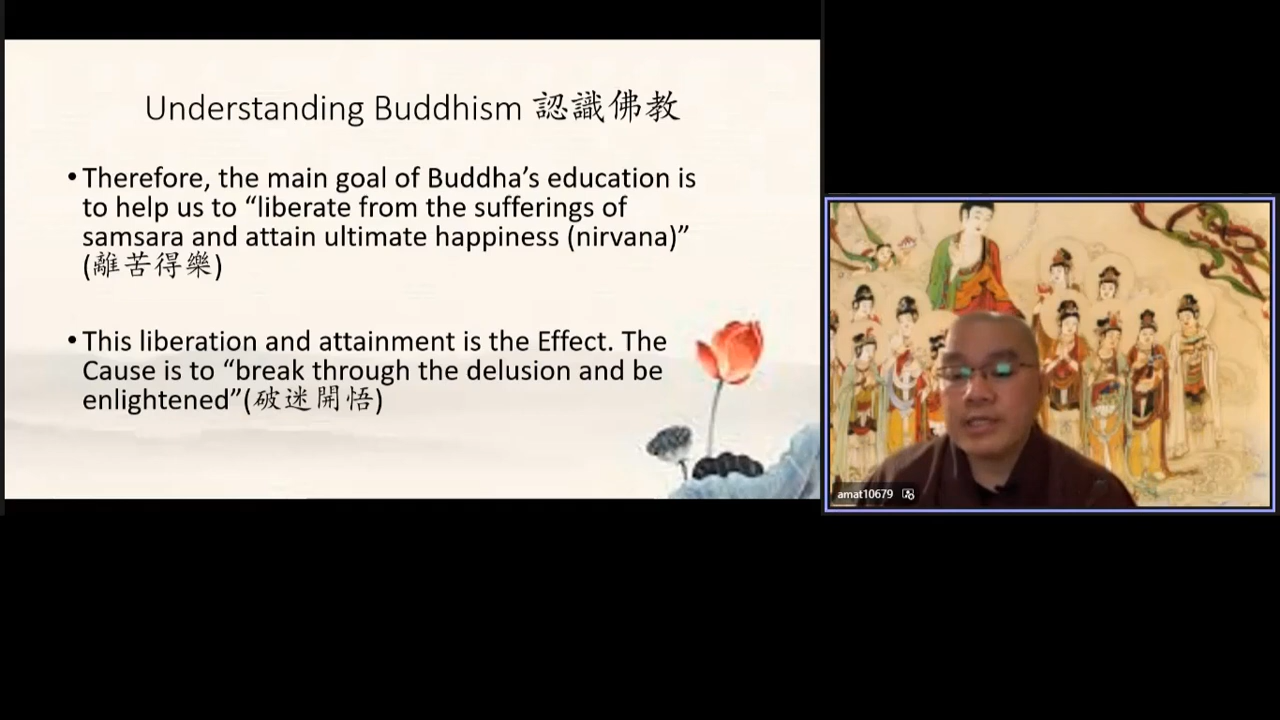 Understanding Buddhism 認識佛教
•Therefore, the main goal of Buddha’s education is
to help us to “liberate from the sufferings of
samsara and attain ultimate happiness (nirvana)”
(離苦得樂)
•This liberation and attainment is the Effect. The
Cause is to “break through the delusion and be
enlightened”(破迷開悟)
amat10679